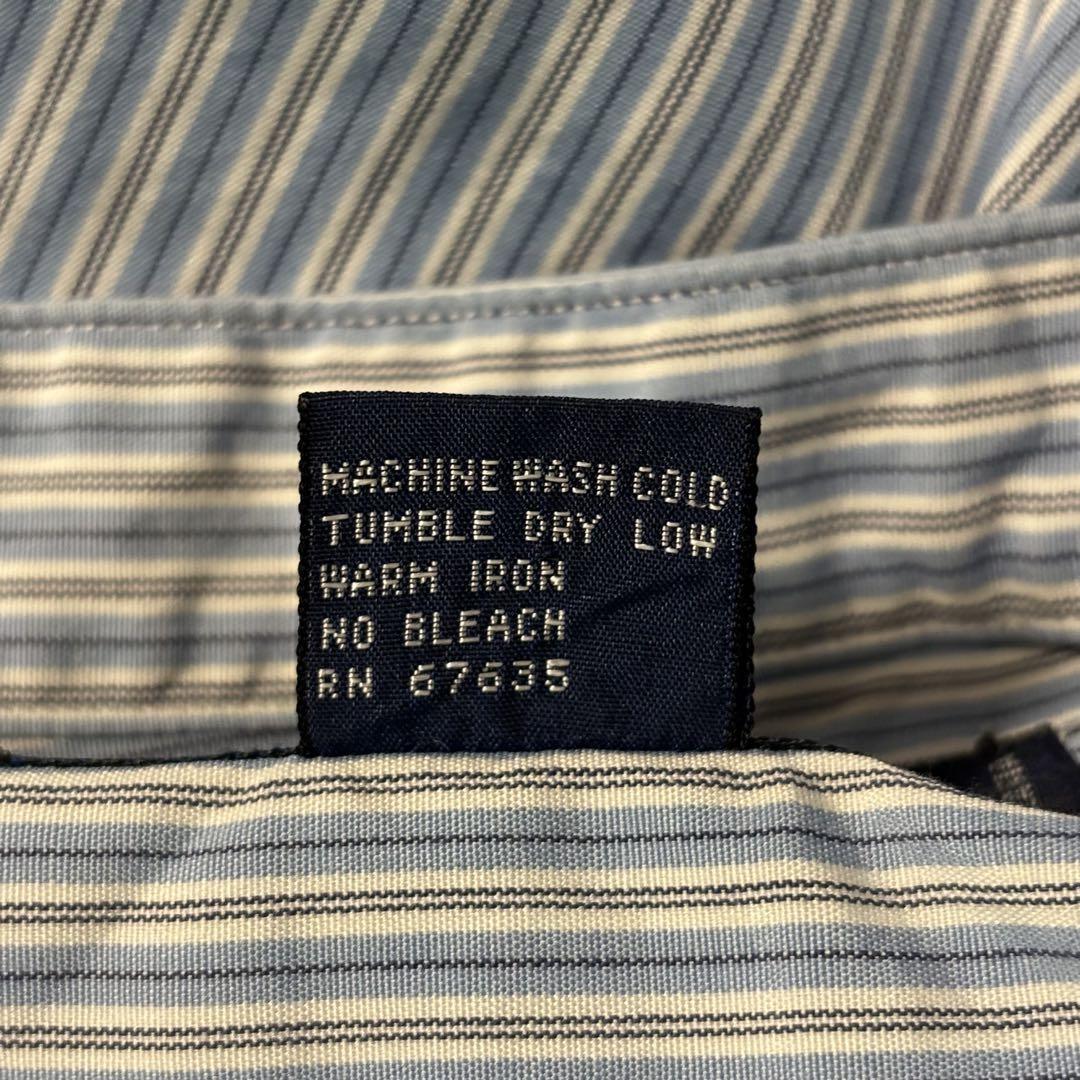 MACHINE WASH COLD
TUMBLE DRY LOW
WARM IRON
NO BLEACH
RN 67635